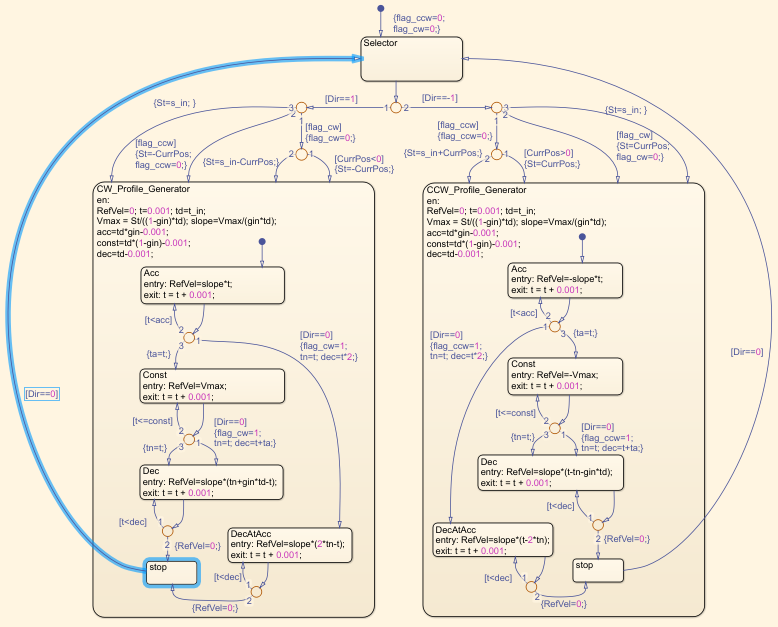 {flag_ccw=0;
flag_cw=0;}
Selector
{St=s_in; }
3
2
1
[Dir==1]
1
2
[Dir==-1]
3
2
1
{St=s_in; }
[flag_ccw]
{St=-CurrPos;
flag_ccw=0;}
[flag_cw]
{flag_cw=0;}
[flag_ccw]
{flag_ccw=0;}
[flag_cw]
{St=CurrPos;
flag_cw=0;}
{St=s_in-CurrPos;}
2
1
[CurrPos<0]
{St=-CurrPos;}
{St=s_in+CurrPos;}
2
1
[CurrPos>0]
{St=CurrPos;}
CW_Profile_Generator
en:
RefVel=0; t=0.001; td=t_in;
Vmax = St/((1-gin)*td); slope=Vmax/(gin*td);
acc=td*gin-0.001;
const=td*(1-gin)-0.001;
dec=td-0.001;
Acc
entry: RefVel=slope*t;
exit: t = t + 0.001;
[t<acc]
2
3
1
{ta=t;}
[Dir==0]
{flag_cw=1;
tn=t; dec=t*2;}
Const
entry: RefVel=Vmax;
exit: t = t + 0.001;
[t<=const]
2
3
1
{tn=t;}
[Dir==0]
{flag_cw=1;
tn=t; dec=t+ta;}
Dec
entry: RefVel=slope*(tn+gin*td-t);
exit: t = t + 0.001;
[t<dec]
1
2
{RefVel=0;}
DecAtAcc
entry: RefVel=slope*(2*tn-t);
exit: t = t + 0.001;
[t<dec]
1
2
{RefVel=0;}
stop
[Dir==0]
CCW_Profile_Generator
en:
RefVel=0; t=0.001; td=t_in;
Vmax = St/((1-gin)*td); slope=Vmax/(gin*td);
acc=td*gin-0.001;
const=td*(1-gin)-0.001;
dec=td-0.001;
Acc
entry: RefVel=-slope*t;
exit: t = t + 0.001;
[t<acc]
2
1
3
{ta=t;}
[Dir==0]
{flag_ccw=1;
tn=t; dec=t*2;}
Const
entry: RefVel=-Vmax;
exit: t = t + 0.001;
[t<=const]
2
3
1
{tn=t;}
[Dir==0]
{flag_ccw=1;
tn=t; dec=t+ta;}
Dec
entry: RefVel=slope*(t-tn-gin*td);
exit: t = t + 0.001;
[t<dec]
1
2
{RefVel=0;}
DecAtAcc
entry: RefVel=slope*(t-2*tn);
exit: t = t + 0.001;
[t<dec]
1
2
{RefVel=0;}
stop
[Dir==0]